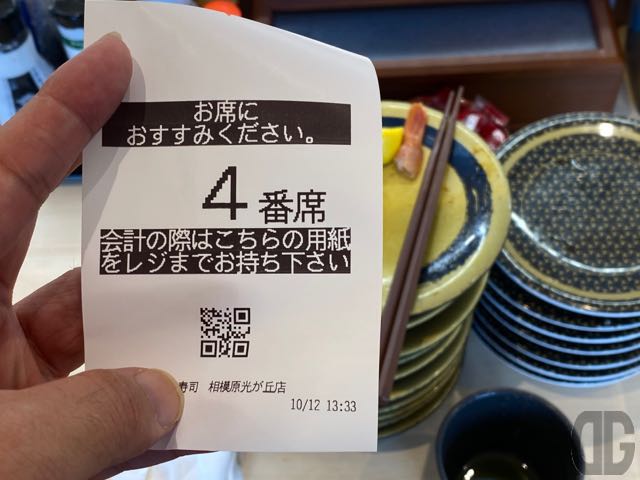 お席に
おすすみください。
4番席
会計の際はこちらの用紙
をレジまでお持ち下さい
寿司 相模原光が丘店
10/12 13:33
DG